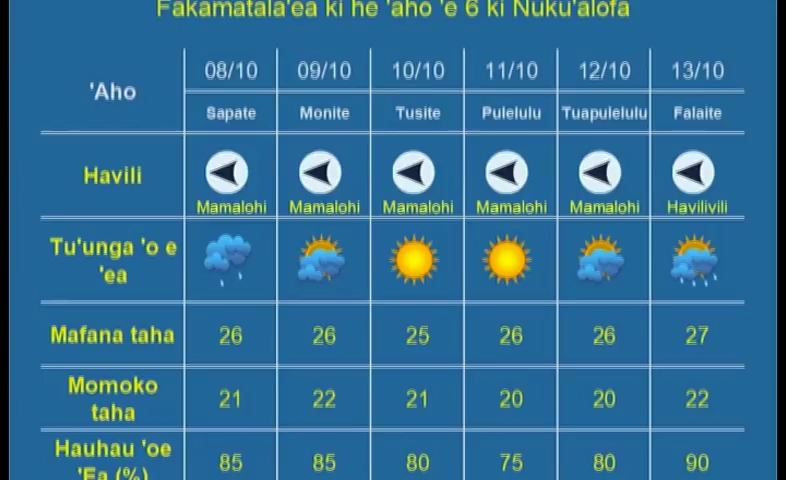 Fakamatala'ea ki he 'aho 'e 6 ki Nuku'alofa
'Aho 08/10 09/10 10/10 11/10 12/10 13/10
Sapate Monite Tusite Pulelulu Tuapulelulu Falaite
Havili
Mamalohi Mamalohi Mamalohi Mamalohi Mamalohi Havilivili
Tu'unga 'o e
'ea
Mafana taha 26 26 25 26 26 27
Momoko
taha
21 22 21 20 20 22
Hauhau 'oe
'Ea (%)
85 85 80 75 80 90